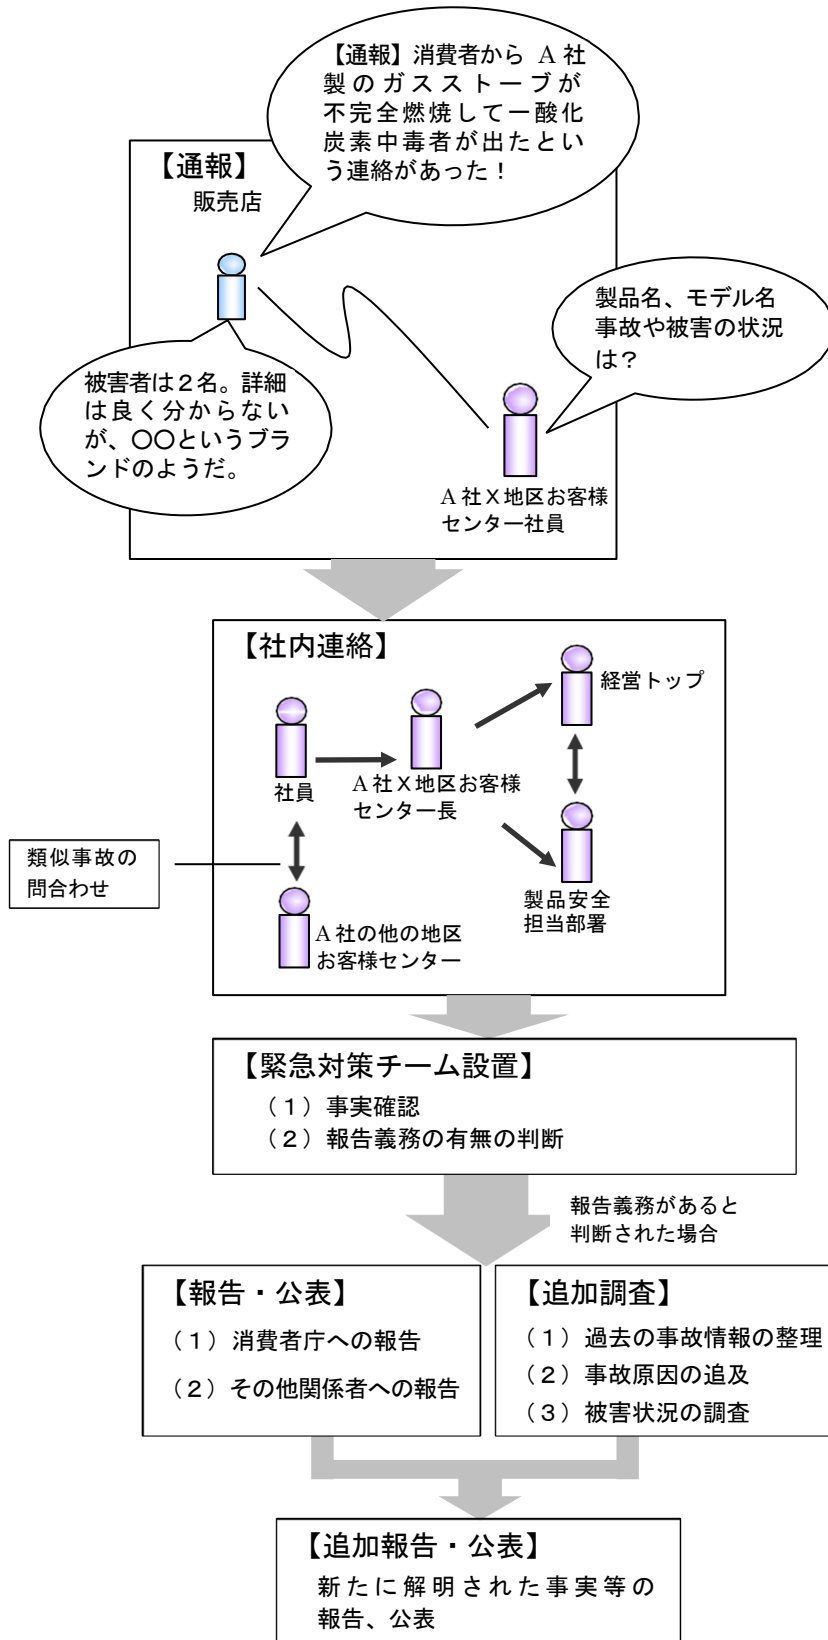 【通報】消費者から A 社
製のガスストーブが
不完全燃焼して一酸化
炭素中毒者が出たとい
う連絡があった！
【通報】
販売店
製品名、モデル名
事故や被害の状況
は？
被害者は２名。詳細
は良く分からない
が、〇〇というブラ
ンドのようだ。
A 社Ｘ地区お客様
センター社員
【社内連絡】
経営トップ
社員
A 社Ｘ地区お客様
センター長
類似事故の
問合わせ
製品安全
担当部署
A 社の他の地区
お客様センター
【緊急対策チーム設置】
（１）事実確認
（２）報告義務の有無の判断
報告義務があると
判断された場合
【報告・公表】
（１）消費者庁への報告
（２）その他関係者への報告
【追加調査】
（１）過去の事故情報の整理
（２）事故原因の追及
（３）被害状況の調査
【追加報告・公表】
新たに解明された事実等の
報告、公表